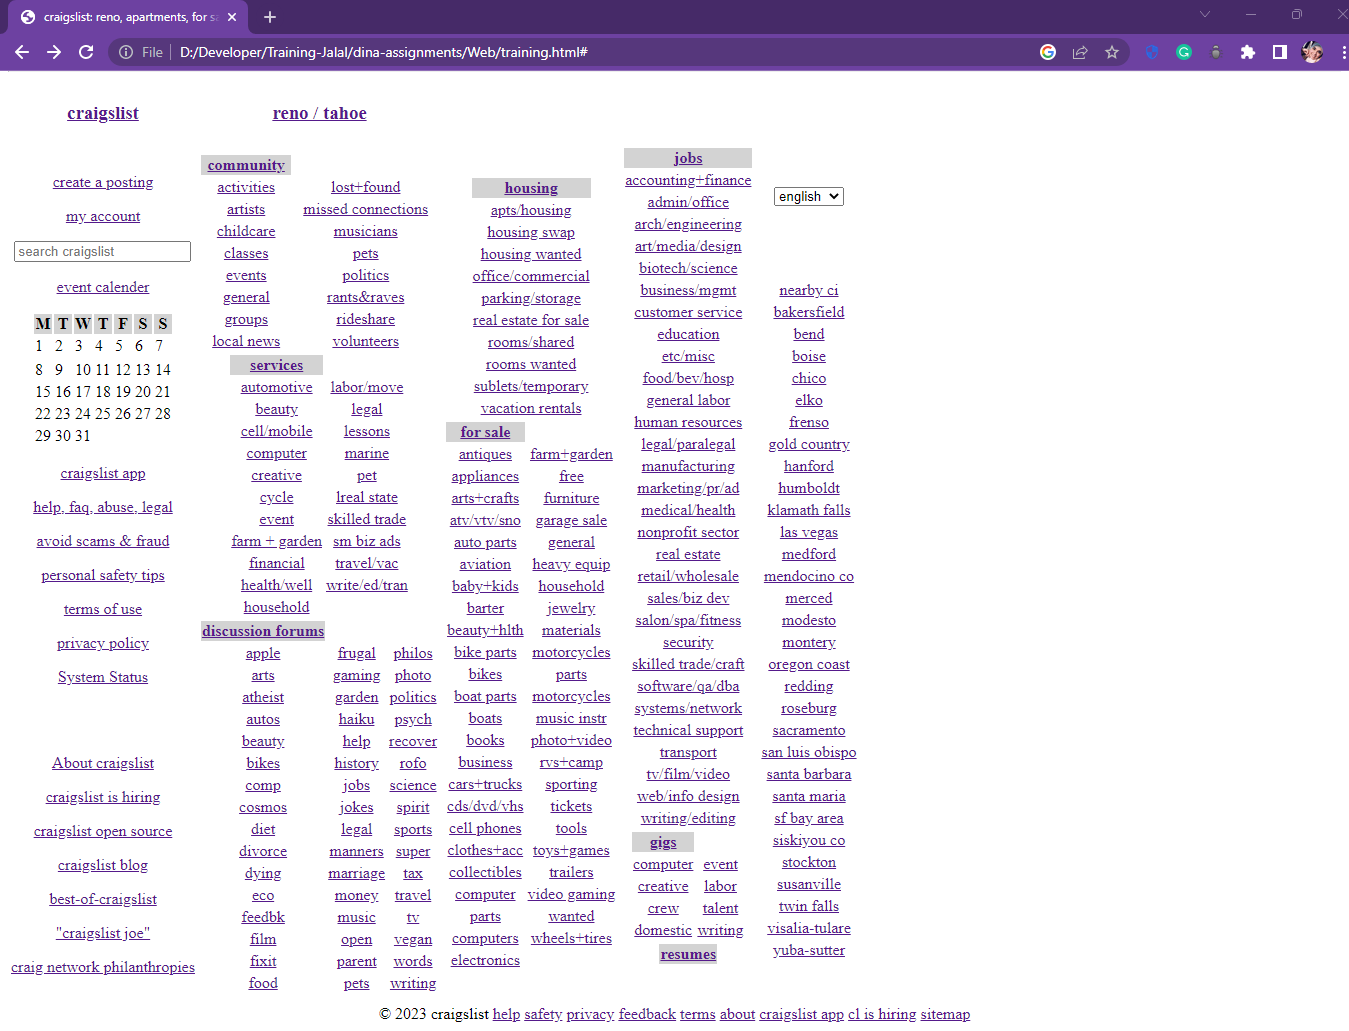 craigslist: reno, apartments, for sa
File D:/Developer/Training-Jalal/dina-assignments/Web/training.html#
craigslist
reno / tahoe
create a posting
my account
search craigslist
event calender
M T W T F S S
1 2 3 4 5 6 7
8 9 10 11 12 13 14
15 16 17 18 19 20 21
22 23 24 25 26 27 28
29 30 31
craigslist app
help, faq, abuse, legal
avoid scams & fraud
personal safety tips
terms of use
privacy policy
System Status
About craigslist
craigslist is hiring
craigslist open source
craigslist blog
best-of-craigslist
"craigslist joe"
craig network philanthropies
community
activities lost+found
artists missed connections
childcare musicians
classes pets
events politics
general rants&raves
groups rideshare
local news volunteers
services
automotive labor/move
beauty legal
cell/mobile lessons
computer marine
creative pet
cycle lreal state
event skilled trade
farm + garden sm biz ads
financial travel/vac
health/well write/ed/tran
household
discussion forums
apple frugal philos
arts gaming photo
atheist garden politics
autos haiku psych
beauty help recover
bikes history rofo
comp jobs science
cosmos jokes spirit
diet legal sports
divorce manners super
dying marriage tax
eco money travel
feedbk music tv
film open vegan
fixit parent words
food pets writing
housing
apts/housing
housing swap
housing wanted
office/commercial
parking/storage
real estate for sale
rooms/shared
rooms wanted
sublets/temporary
vacation rentals
for sale
antiques farm+garden
appliances free
arts+crafts furniture
atv/vtv/sno garage sale
auto parts general
aviation heavy equip
baby+kids household
barter jewelry
beauty+hlth materials
bike parts motorcycles
bikes parts
boat parts motorcycles
boats music instr
books photo+video
business rvs+camp
cars+trucks sporting
cds/dvd/vhs tickets
cell phones tools
clothes+acc toys+games
collectibles trailers
computer video gaming
parts wanted
computers wheels+tires
electronics
jobs
accounting+finance
admin/office
arch/engineering
art/media/design
biotech/science
business/mgmt
customer service
education
etc/misc
food/bev/hosp
general labor
human resources
legal/paralegal
manufacturing
marketing/pr/ad
medical/health
nonprofit sector
real estate
retail/wholesale
sales/biz dev
salon/spa/fitness
security
skilled trade/craft
software/qa/dba
systems/network
technical support
transport
tv/film/video
web/info design
writing/editing
gigs
computer event
creative labor
crew talent
domestic writing
resumes
english
nearby ci
bakersfield
bend
boise
chico
elko
frenso
gold country
hanford
humboldt
klamath falls
las vegas
medford
mendocino co
merced
modesto
montery
oregon coast
redding
roseburg
sacramento
san luis obispo
santa barbara
santa maria
sf bay area
siskiyou co
stockton
susanville
twin falls
visalia-tulare
yuba-sutter
© 2023 craigslist help safety privacy feedback terms about craigslist app cl is hiring sitemap